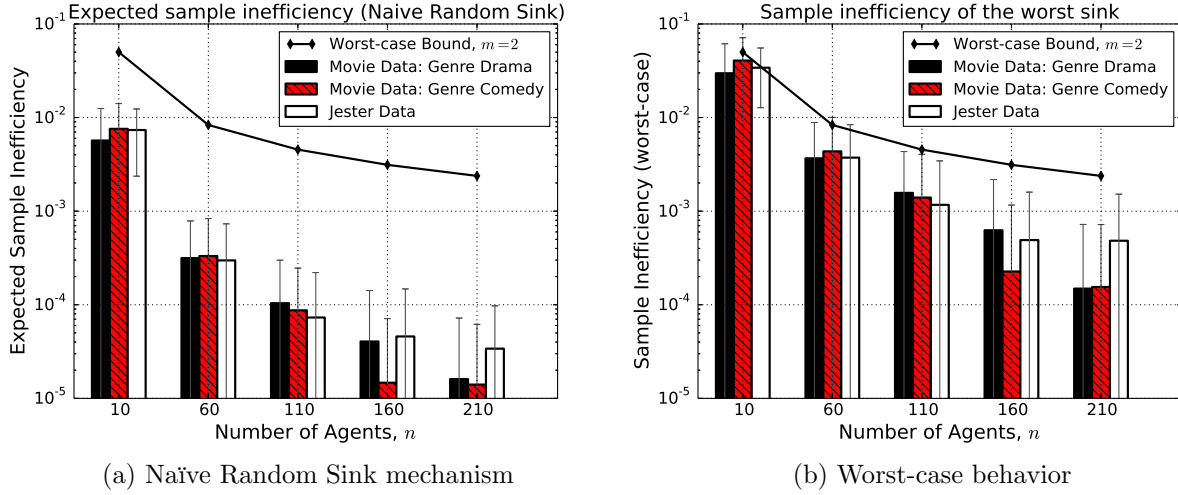 Expected sample inefficiency (Naive Random Sink)
Expected Sample Inefficiency
10^-1
10^-2
10^-3
10^-4
10^-5
Worst-case Bound, m=2
Movie Data: Genre Drama
Movie Data: Genre Comedy
Jester Data
10 60 110 160 210
Number of Agents, n
(a) Naïve Random Sink mechanism
Sample inefficiency of the worst sink
Sample Inefficiency (worst-case)
10^-1
10^-2
10^-3
10^-4
10^-5
Worst-case Bound, m=2
Movie Data: Genre Drama
Movie Data: Genre Comedy
Jester Data
10 60 110 160 210
Number of Agents, n
(b) Worst-case behavior